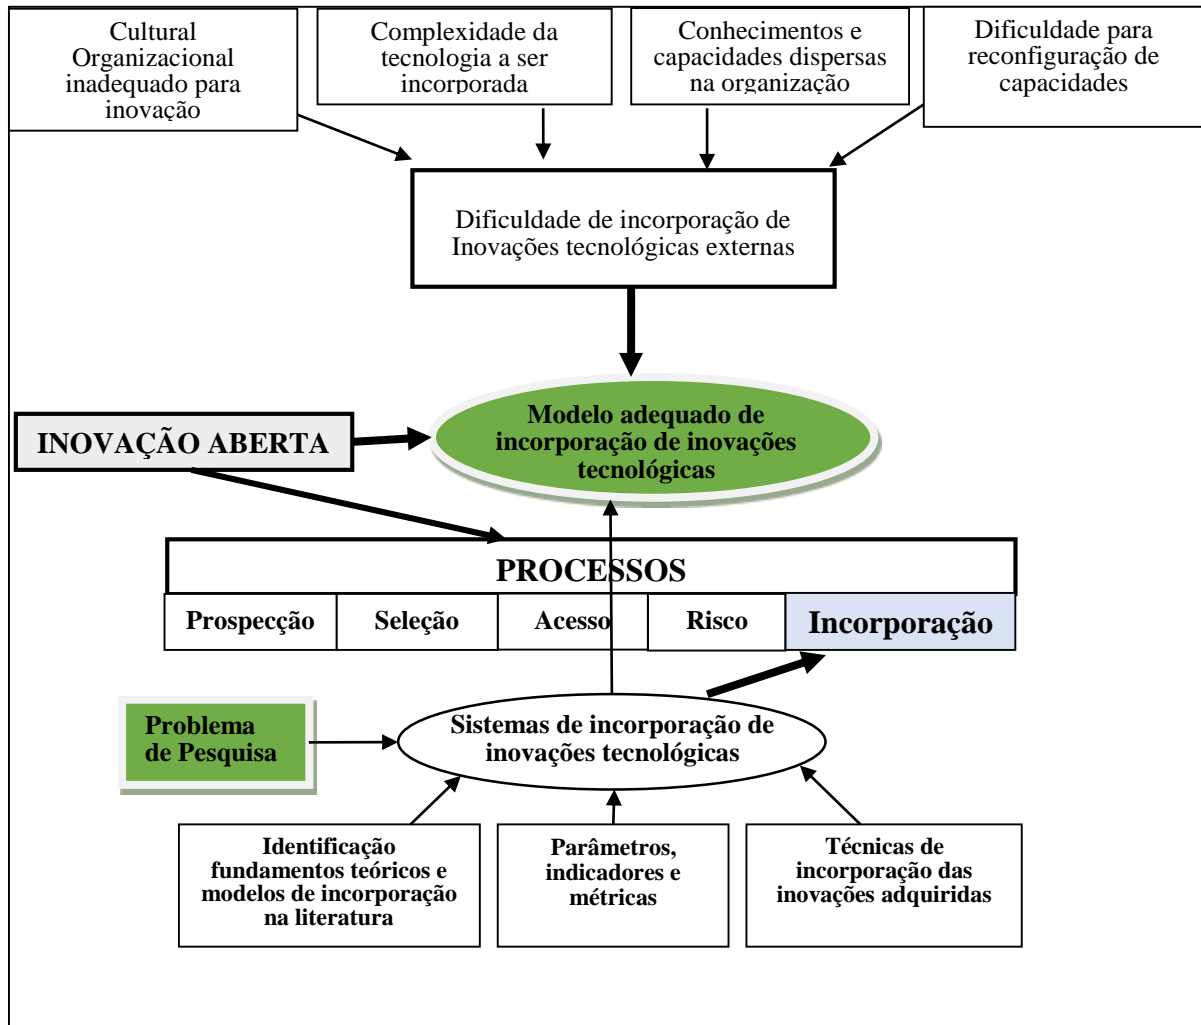 Cultural
Organizacional
inadequado para
inovação
Complexidade da
tecnologia a ser
incorporada
Conhecimentos e
capacidades dispersas
na organização
Dificuldade para
reconfiguração de
capacidades
Dificuldade de incorporação de
Inovações tecnológicas externas
Modelo adequado de
incorporação de inovações
tecnológicas
INOVAÇÃO ABERTA
PROCESSOS
Prospecção
Seleção
Acesso
Risco
Incorporação
Problema
de Pesquisa
Sistemas de incorporação de
inovações tecnológicas
Identificação
fundamentos teóricos e
modelos de incorporação
na literatura
Parâmetros,
indicadores e
métricas
Técnicas de
incorporação das
inovações adquiridas